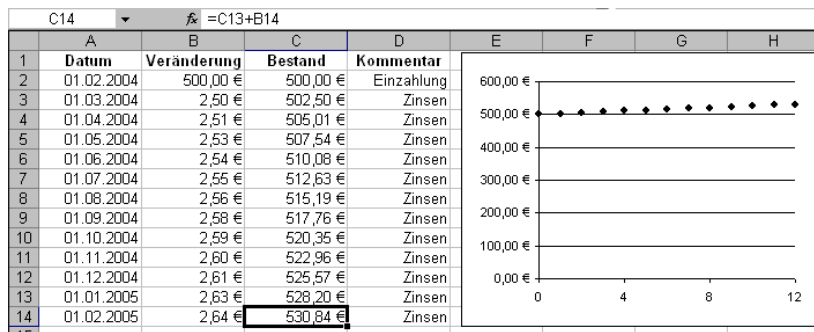 C14 fx =C13+B14
A B C D E F G H
1 Datum Veränderung Bestand Kommentar
2 01.02.2004 500,00 € 500,00 € Einzahlung
3 01.03.2004 2,50 € 502,50 € Zinsen
4 01.04.2004 2,51 € 505,01 € Zinsen
5 01.05.2004 2,53 € 507,54 € Zinsen
6 01.06.2004 2,54 € 510,08 € Zinsen
7 01.07.2004 2,55 € 512,63 € Zinsen
8 01.08.2004 2,56 € 515,19 € Zinsen
9 01.09.2004 2,58 € 517,76 € Zinsen
10 01.10.2004 2,59 € 520,35 € Zinsen
11 01.11.2004 2,60 € 522,96 € Zinsen
12 01.12.2004 2,61 € 525,57 € Zinsen
13 01.01.2005 2,63 € 528,20 € Zinsen
14 01.02.2005 2,64 € 530,84 € Zinsen
600,00 €
500,00 €
400,00 €
300,00 €
200,00 €
100,00 €
0,00 €
0 4 8 12